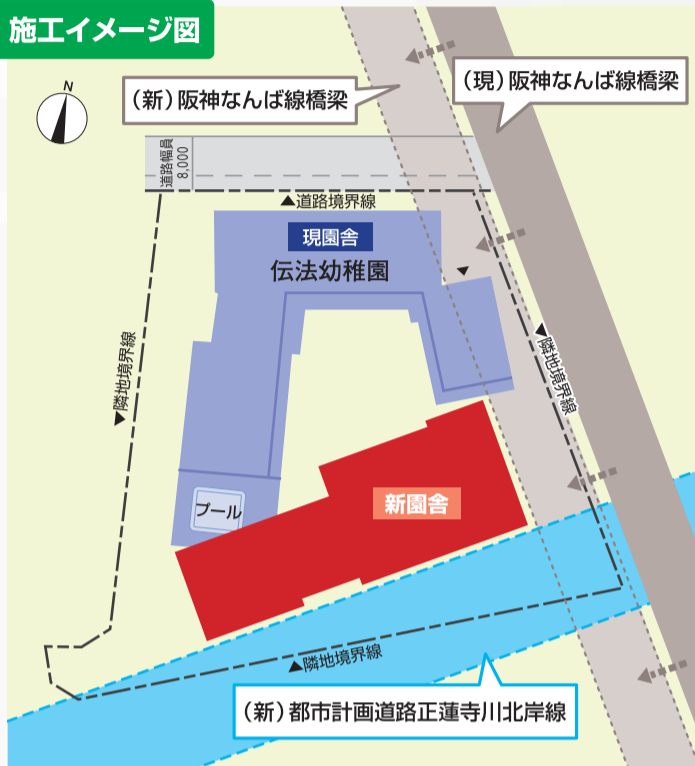 施工イメージ図
N
(新)阪神なんば線橋梁
(現)阪神なんば線橋梁
道路幅員
8,000
▲道路境界線
現園舎
伝法幼稚園
▼隣地境界線
▼隣地境界線
新園舎
プール
▲隣地境界線
(新)都市計画道路正蓮寺川北岸線